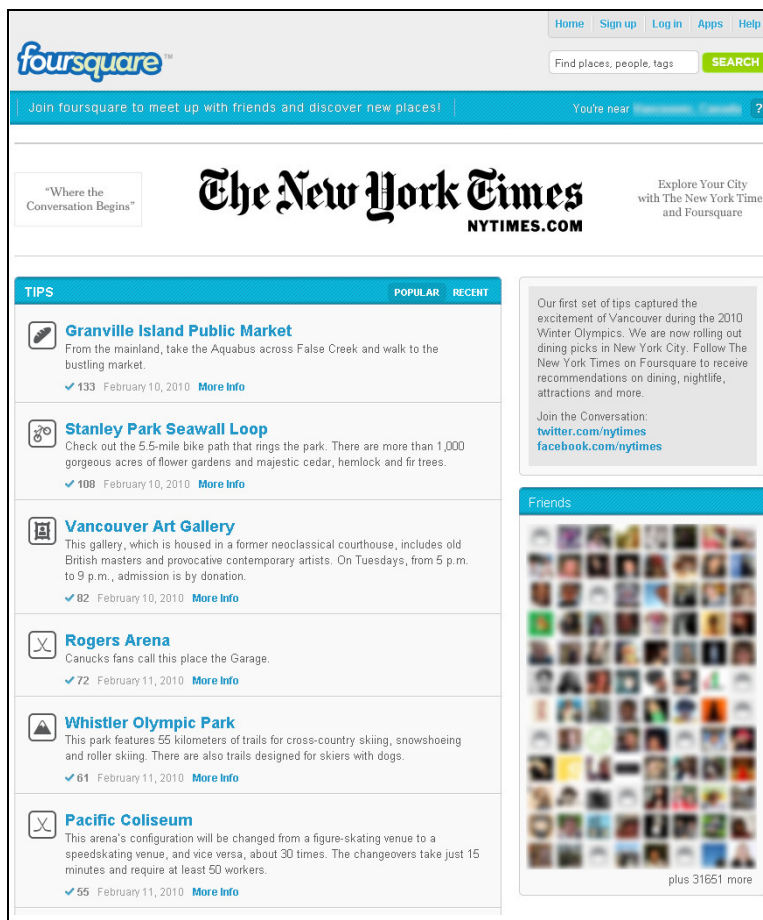 Home Sign up Log in Apps Help
foursquare™
Find places, people, tags SEARCH
Join foursquare to meet up with friends and discover new places! You're near ?
"Where the
Conversation Begins"
The New York Times
NYTIMES.COM
Explore Your City
with The New York Time
and Foursquare
TIPS POPULAR RECENT
Granville Island Public Market
From the mainland, take the Aquabus across False Creek and walk to the
bustling market.
133 February 10, 2010 More Info
Stanley Park Seawall Loop
Check out the 5.5-mile bike path that rings the park. There are more than 1,000
gorgeous acres of flower gardens and majestic cedar, hemlock and fir trees.
108 February 10, 2010 More Info
Vancouver Art Gallery
This gallery, which is housed in a former neoclassical courthouse, includes old
British masters and provocative contemporary artists. On Tuesdays, from 5 p.m.
to 9 p.m., admission is by donation.
82 February 10, 2010 More Info
Rogers Arena
Canucks fans call this place the Garage.
72 February 11, 2010 More Info
Whistler Olympic Park
This park features 55 kilometers of trails for cross-country skiing, snowshoeing
and roller skiing. There are also trails designed for skiers with dogs.
61 February 11, 2010 More Info
Pacific Coliseum
This arena's configuration will be changed from a figure-skating venue to a
speedskating venue, and vice versa, about 30 times. The changeovers take just 15
minutes and require at least 50 workers.
55 February 11, 2010 More Info
Our first set of tips captured the
excitement of Vancouver during the 2010
Winter Olympics. We are now rolling out
dining picks in New York City. Follow The
New York Times on Foursquare to receive
recommendations on dining, nightlife,
attractions and more.
Join the Conversation:
twitter.com/nytimes
facebook.com/nytimes
Friends
plus 31651 more